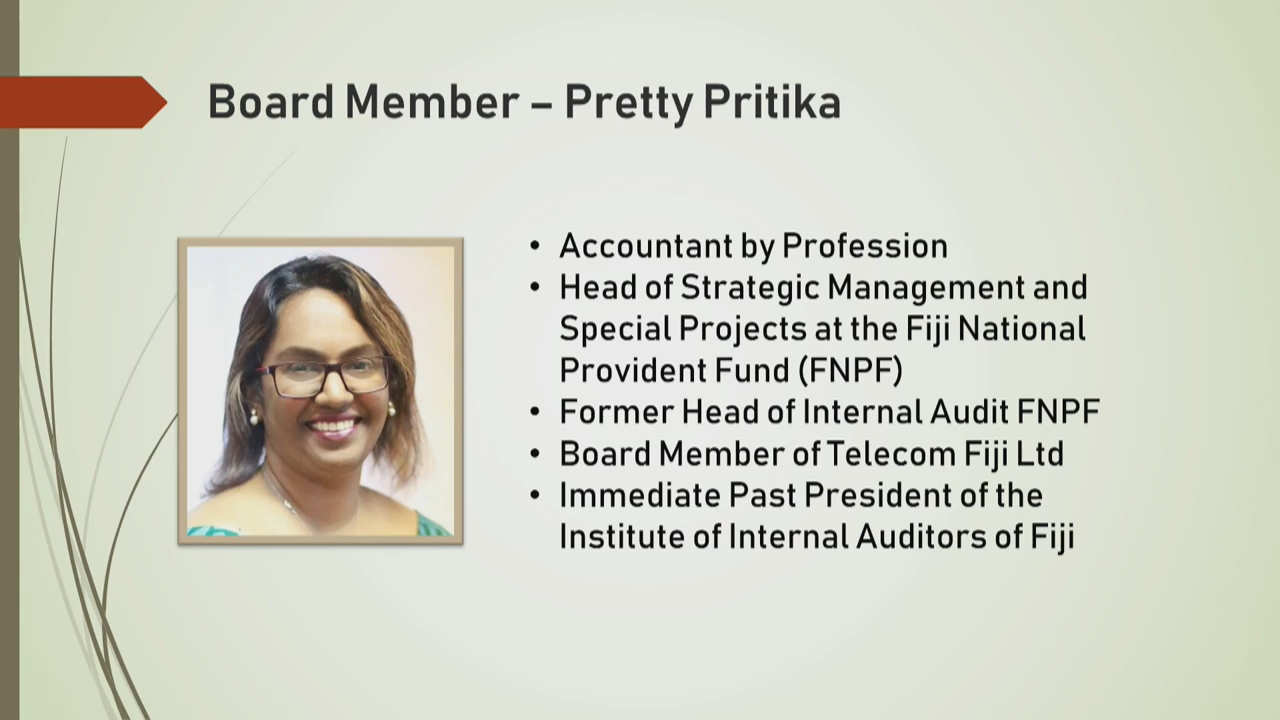 Board Member – Pretty Pritika
• Accountant by Profession
• Head of Strategic Management and
Special Projects at the Fiji National
Provident Fund (FNPF)
• Former Head of Internal Audit FNPF
• Board Member of Telecom Fiji Ltd
• Immediate Past President of the
Institute of Internal Auditors of Fiji